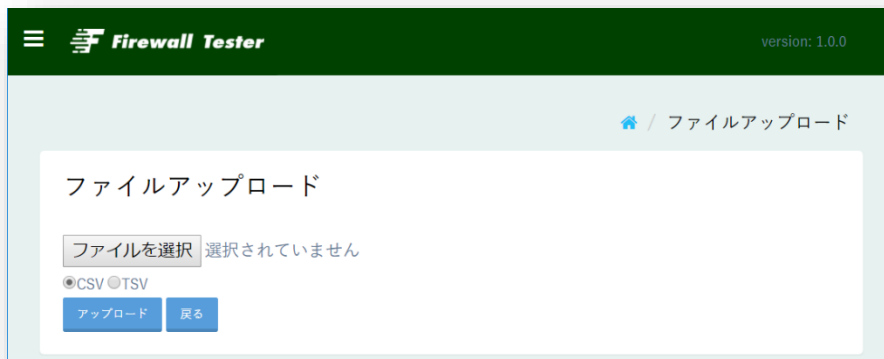 Firewall Tester
version: 1.0.0
/ ファイルアップロード
ファイルアップロード
ファイルを選択 選択されていません
CSV TSV
アップロード 戻る